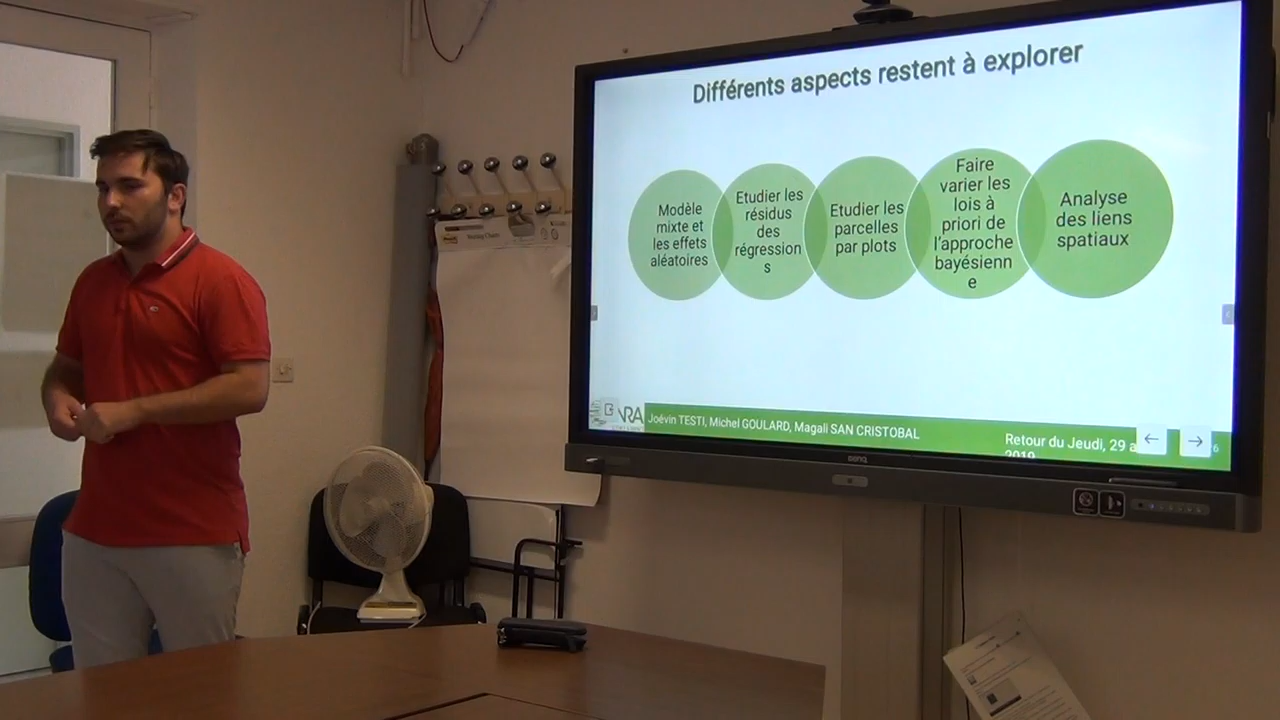 Différents aspects restent à explorer
Modèle
mixte et
les effets
aléatoires
Etudier les
résidus
des
régression
s
Etudier les
parcelles
par plots
Faire
varier les
lois à
priori de
l'approche
bayésienn
e
Analyse
des liens
spatiaux
Joévin TESTI, Michel GOULARD, Magali SAN CRISTOBAL
Retour du Jeudi, 29 a
2019
6
BenQ